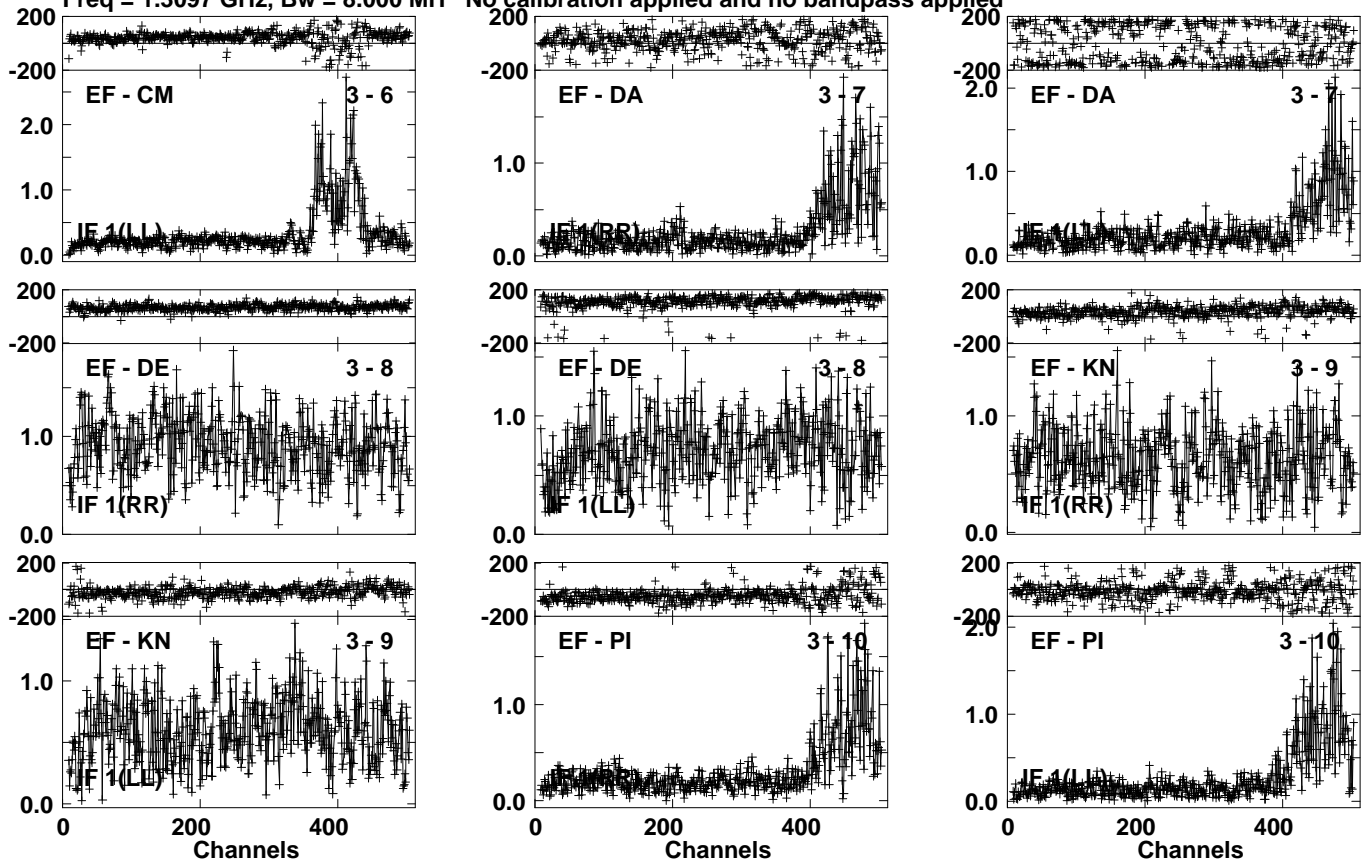 Freq = 1.5097 GHz, Bw = 8.000 MH No calibration applied and no bandpass applied
200
-200
EF - CM 3 - 6
2.0
1.0
0.0
IF 1(LL)
200
-200
EF - DA 3 - 7
1.0
0.0
IF 1(RR)
200
-200
2.0
EF - DA 3 - 7
1.0
0.0
IF 1(LL)
200
-200
EF - DE 3 - 8
1.0
0.0
IF 1(RR)
200
-200
EF - DE 3 - 8
1.0
0.0
IF 1(LL)
200
-200
EF - KN 3 - 9
1.0
0.0
IF 1(RR)
200
-200
EF - KN 3 - 9
1.0
0.0
IF 1(LL)
200
-200
EF - PI 3 - 10
1.0
0.0
IF 1(RR)
200
-200
2.0
EF - PI 3 - 10
1.0
0.0
IF 1(LL)
0 200 400
Channels
0 200 400
Channels
0 200 400
Channels